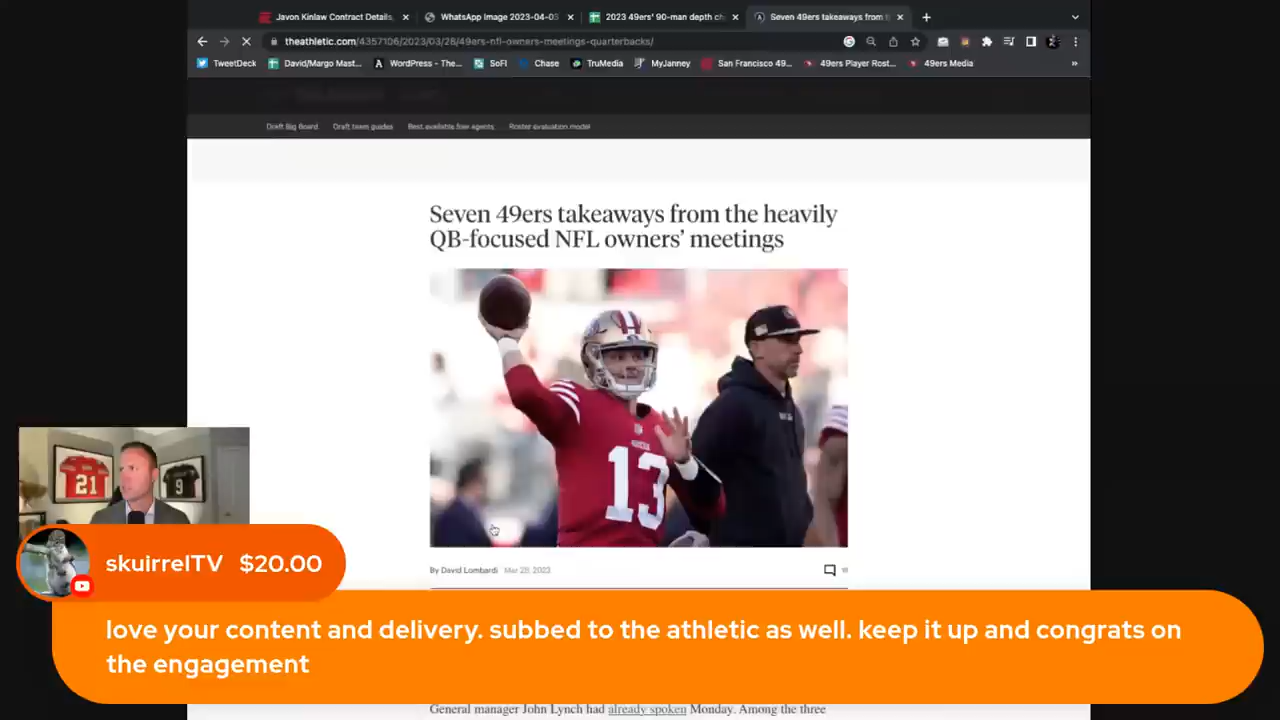 Javon Kinlaw Contract Details,
WhatsApp Image 2023-04-03
2023 49ers' 90-man depth ch
Seven 49ers takeaways from t
theathletic.com/4357106/2023/03/28/49ers-nfl-owners-meetings-quarterbacks/
TweetDeck
David/Margo Mast...
WordPress - The...
SoFi
Chase
TruMedia
MyJanney
San Francisco 49...
49ers Player Rost...
49ers Media
Draft Big Board
Draft team guides
Best available free agents
Roster evaluation model
Seven 49ers takeaways from the heavily
QB-focused NFL owners' meetings
13
21
9
By David Lombardi Mar 28, 2023
skuirrelTV $20.00
love your content and delivery. subbed to the athletic as well. keep it up and congrats on
the engagement
General manager John Lynch had already spoken Monday. Among the three